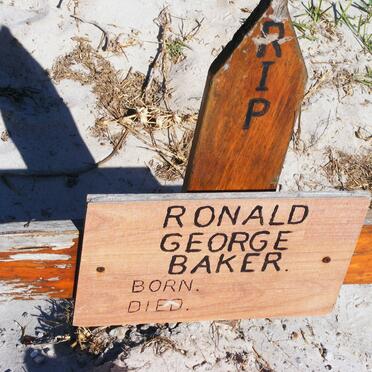 RIP
RONALD
GEORGE
BAKER.
BORN.
DIED.